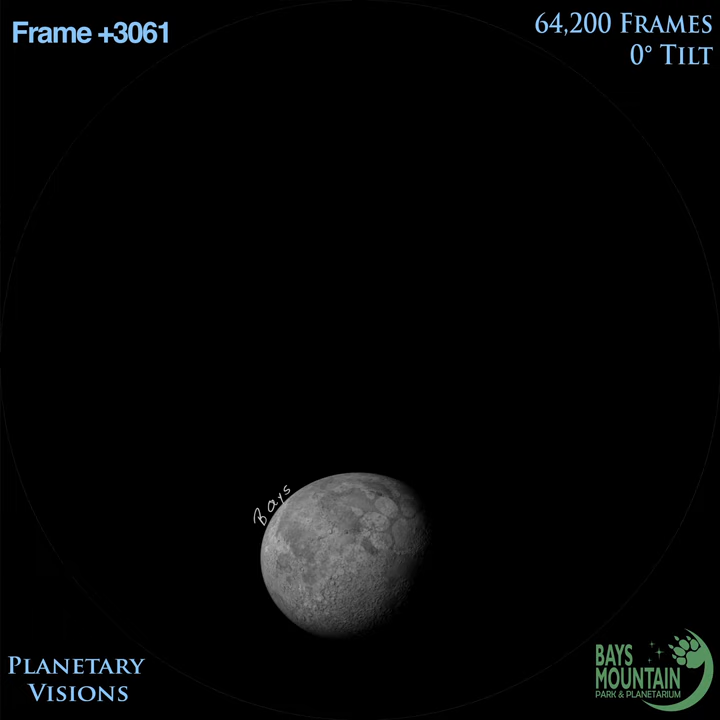 Frame +3061
64,200 Frames
0° Tilt
Bays
Planetary
Visions
BAYS
MOUNTAIN
PARK & PLANETARIUM